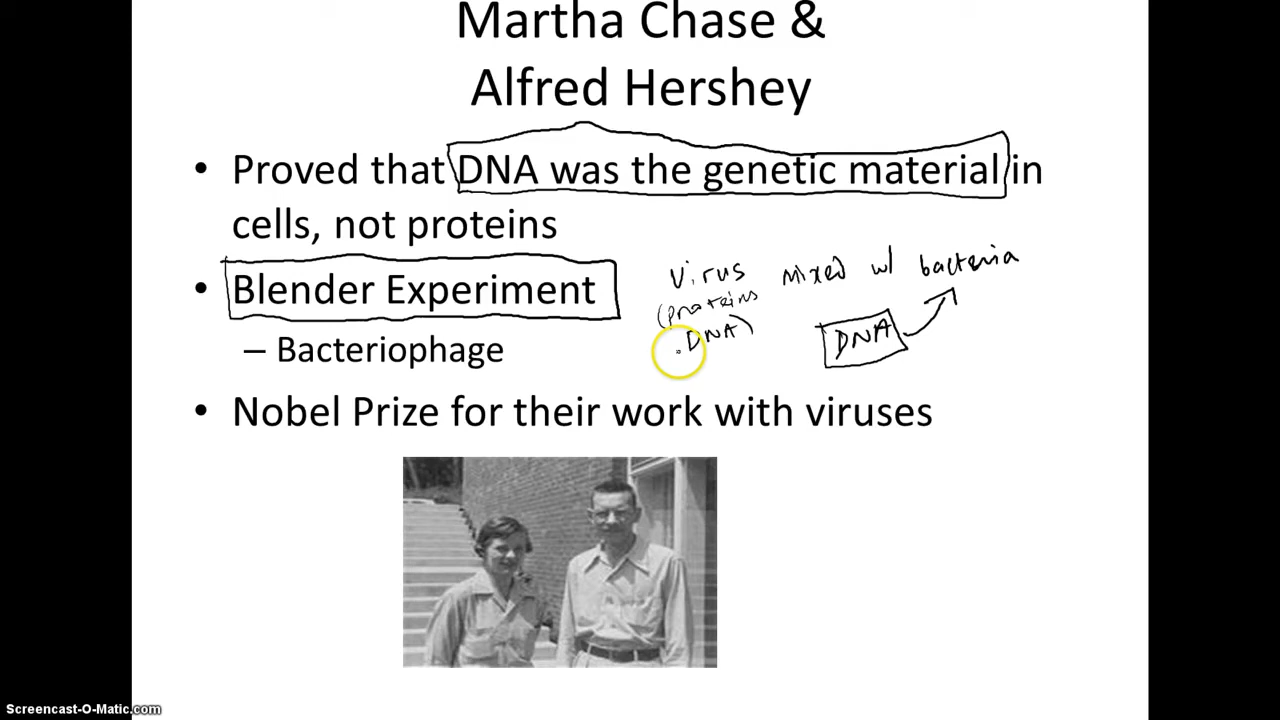 Martha Chase &
Alfred Hershey
• Proved that DNA was the genetic material in
cells, not proteins
• Blender Experiment
– Bacteriophage
Virus mixed w/ bacteria
(proteins
DNA)
DNA
• Nobel Prize for their work with viruses
Screencast-O-Matic.com